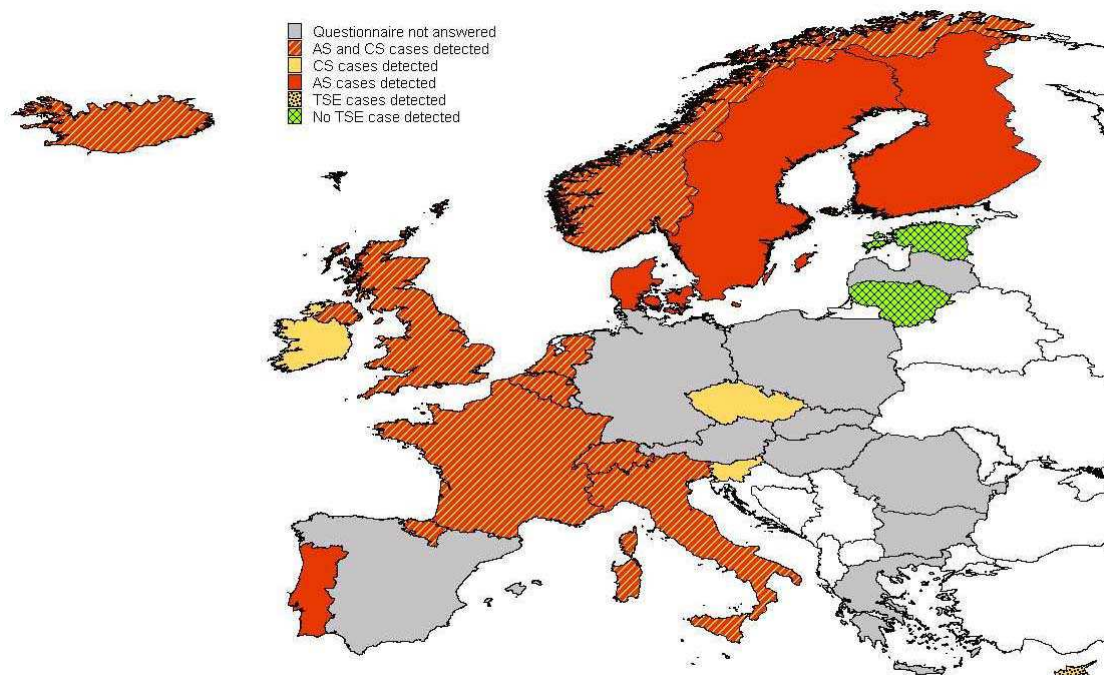 Questionnaire not answered
AS and CS cases detected
CS cases detected
AS cases detected
TSE cases detected
No TSE case detected